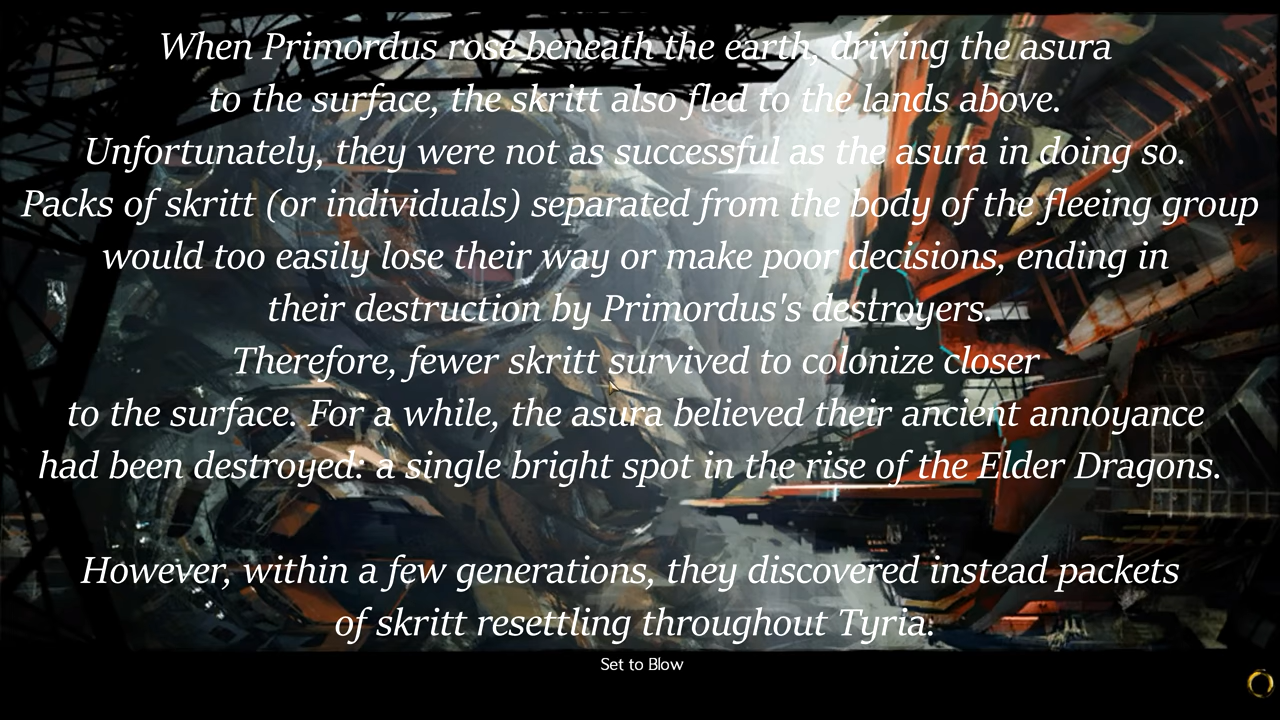 When Primordus rose beneath the earth, driving the asura
to the surface, the skritt also fled to the lands above.
Unfortunately, they were not as successful as the asura in doing so.
Packs of skritt (or individuals) separated from the body of the fleeing group
would too easily lose their way or make poor decisions, ending in
their destruction by Primordus's destroyers.
Therefore, fewer skritt survived to colonize closer
to the surface. For a while, the asura believed their ancient annoyance
had been destroyed: a single bright spot in the rise of the Elder Dragons.
However, within a few generations, they discovered instead packets
of skritt resettling throughout Tyria.
Set to Blow